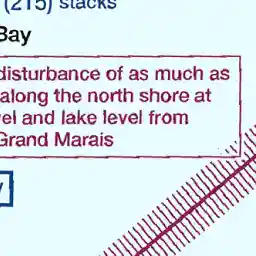 (215) stacks
Bay
disturbance of as much as
along the north shore at
el and lake level from
Grand Marais